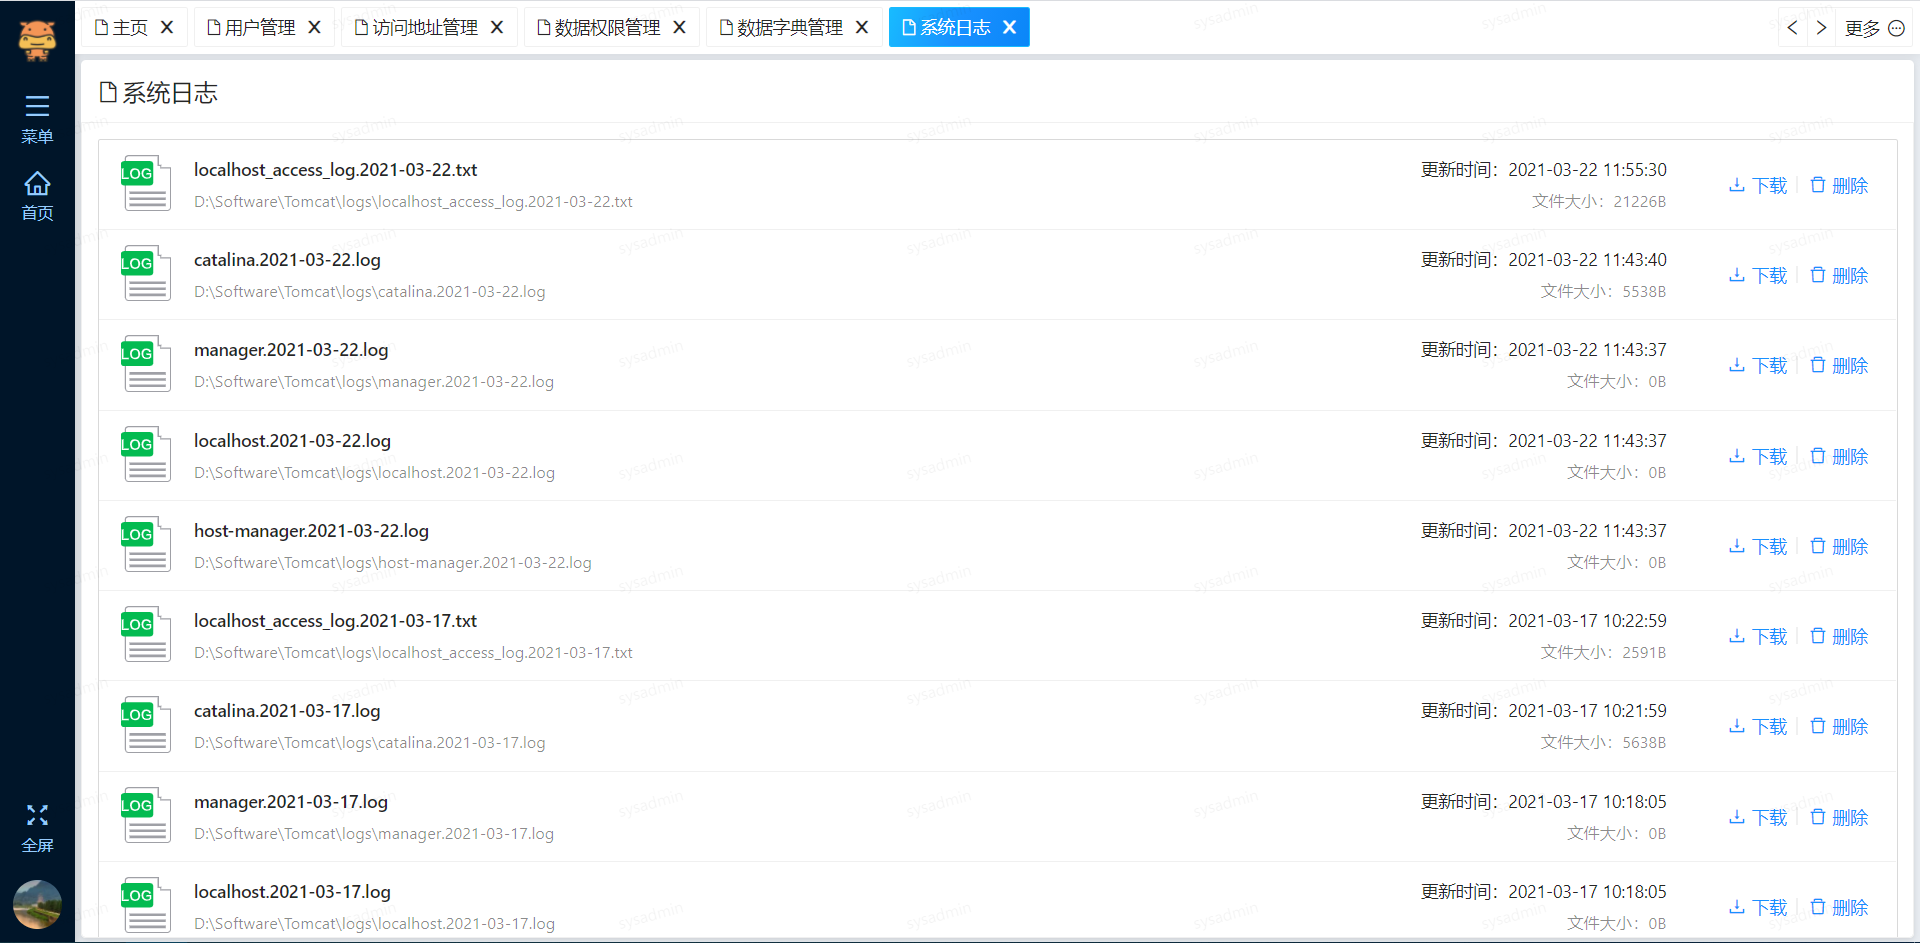 主页
用户管理
访问地址管理
数据权限管理
数据字典管理
系统日志
更多
菜单
首页
全屏
系统日志
LOG
localhost_access_log.2021-03-22.txt
D:\Software\Tomcat\logs\localhost_access_log.2021-03-22.txt
更新时间：2021-03-22 11:55:30
文件大小：21226B
下载
删除
LOG
catalina.2021-03-22.log
D:\Software\Tomcat\logs\catalina.2021-03-22.log
更新时间：2021-03-22 11:43:40
文件大小：5538B
下载
删除
LOG
manager.2021-03-22.log
D:\Software\Tomcat\logs\manager.2021-03-22.log
更新时间：2021-03-22 11:43:37
文件大小：0B
下载
删除
LOG
localhost.2021-03-22.log
D:\Software\Tomcat\logs\localhost.2021-03-22.log
更新时间：2021-03-22 11:43:37
文件大小：0B
下载
删除
LOG
host-manager.2021-03-22.log
D:\Software\Tomcat\logs\host-manager.2021-03-22.log
更新时间：2021-03-22 11:43:37
文件大小：0B
下载
删除
LOG
localhost_access_log.2021-03-17.txt
D:\Software\Tomcat\logs\localhost_access_log.2021-03-17.txt
更新时间：2021-03-17 10:22:59
文件大小：2591B
下载
删除
LOG
catalina.2021-03-17.log
D:\Software\Tomcat\logs\catalina.2021-03-17.log
更新时间：2021-03-17 10:21:59
文件大小：5638B
下载
删除
LOG
manager.2021-03-17.log
D:\Software\Tomcat\logs\manager.2021-03-17.log
更新时间：2021-03-17 10:18:05
文件大小：0B
下载
删除
LOG
localhost.2021-03-17.log
D:\Software\Tomcat\logs\localhost.2021-03-17.log
更新时间：2021-03-17 10:18:05
文件大小：0B
下载
删除
sysadmin